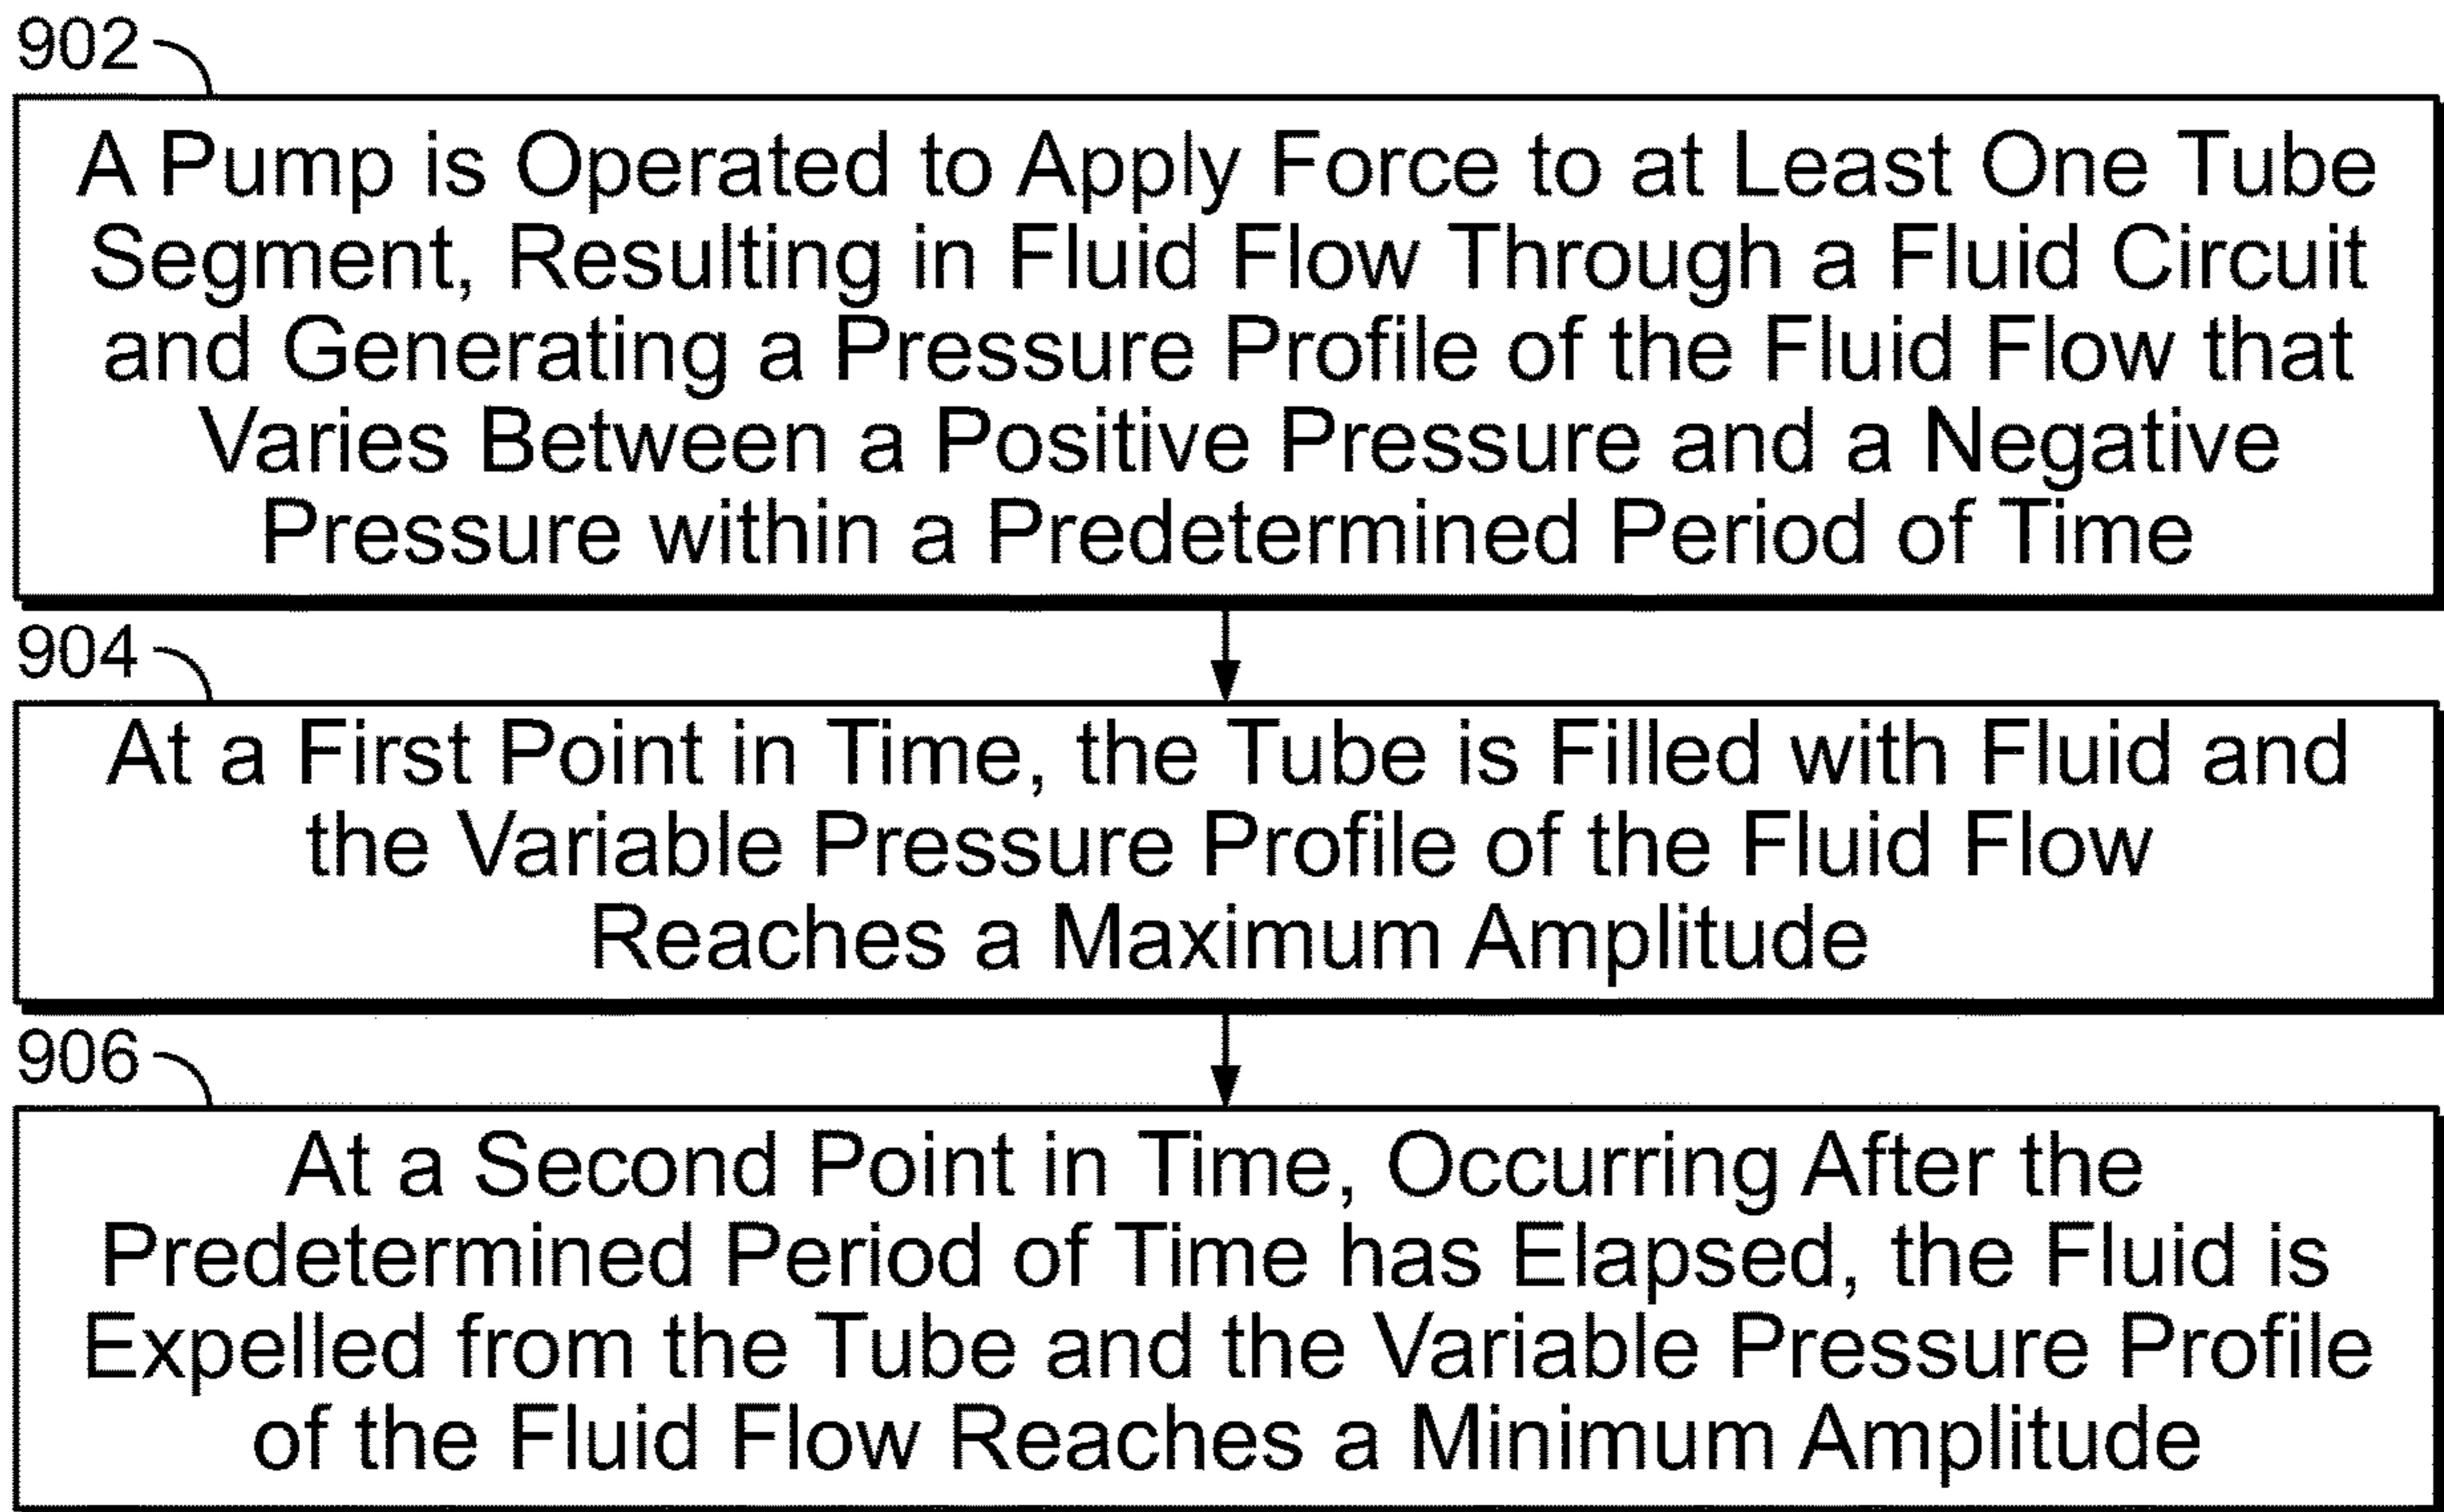 902
A Pump is Operated to Apply Force to at Least One Tube
Segment, Resulting in Fluid Flow Through a Fluid Circuit
and Generating a Pressure Profile of the Fluid Flow that
Varies Between a Positive Pressure and a Negative
Pressure within a Predetermined Period of Time
904
At a First Point in Time, the Tube is Filled with Fluid and
the Variable Pressure Profile of the Fluid Flow
Reaches a Maximum Amplitude
906
At a Second Point in Time, Occurring After the
Predetermined Period of Time has Elapsed, the Fluid is
Expelled from the Tube and the Variable Pressure Profile
of the Fluid Flow Reaches a Minimum Amplitude